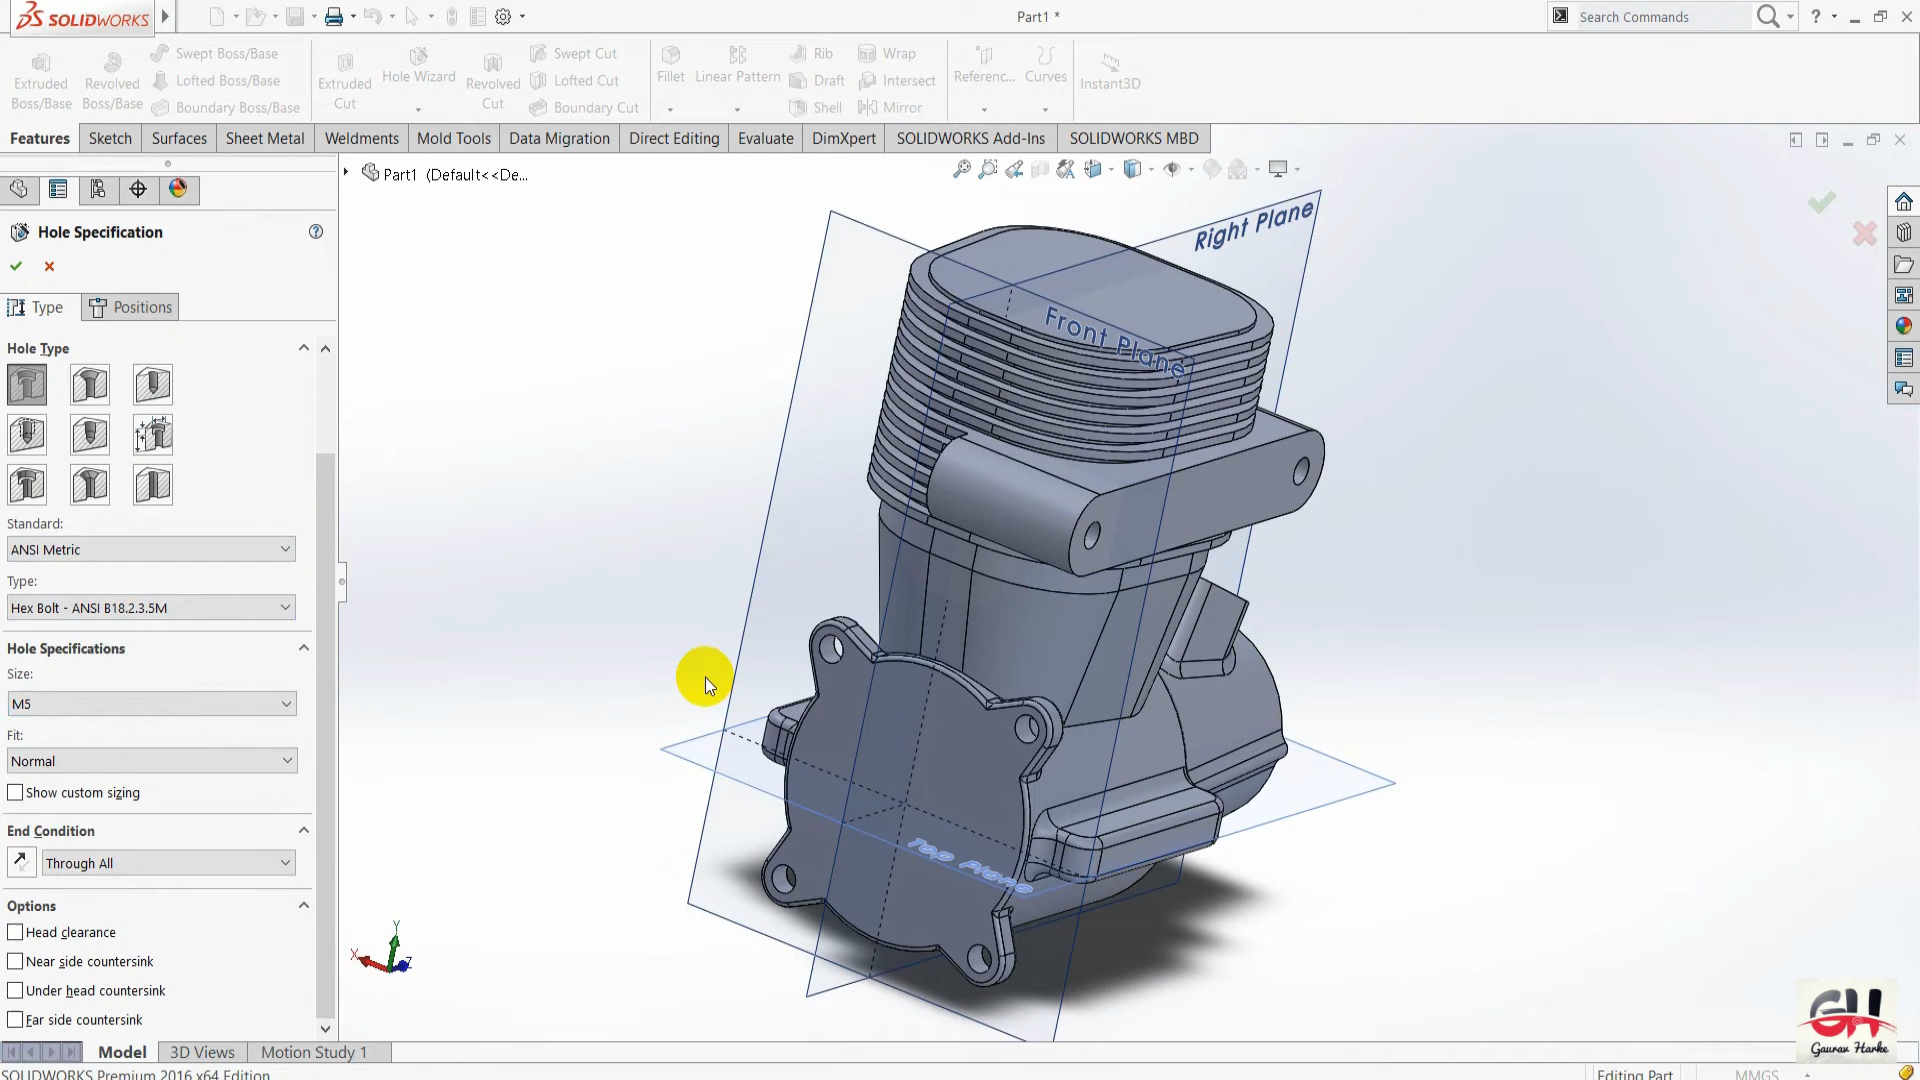 SOLIDWORKS
Part1 *
Search Commands
Extruded Boss/Base
Revolved Boss/Base
Swept Boss/Base
Lofted Boss/Base
Boundary Boss/Base
Extruded Cut
Hole Wizard
Revolved Cut
Swept Cut
Lofted Cut
Boundary Cut
Fillet
Linear Pattern
Rib
Draft
Shell
Wrap
Intersect
Mirror
Referenc...
Curves
Instant3D
Features
Sketch
Surfaces
Sheet Metal
Weldments
Mold Tools
Data Migration
Direct Editing
Evaluate
DimXpert
SOLIDWORKS Add-Ins
SOLIDWORKS MBD
Part1 (Default<<De...
Hole Specification
Type
Positions
Hole Type
Standard:
ANSI Metric
Type:
Hex Bolt - ANSI B18.2.3.5M
Hole Specifications
Size:
M5
Fit:
Normal
Show custom sizing
End Condition
Through All
Options
Head clearance
Near side countersink
Under head countersink
Far side countersink
Right Plane
Front Plane
Top Plane
Y
X
Z
GH
Gaurav Harke
Model
3D Views
Motion Study 1
SOLIDWORKS Premium 2016 x64 Edition
Editing Part
MMGS